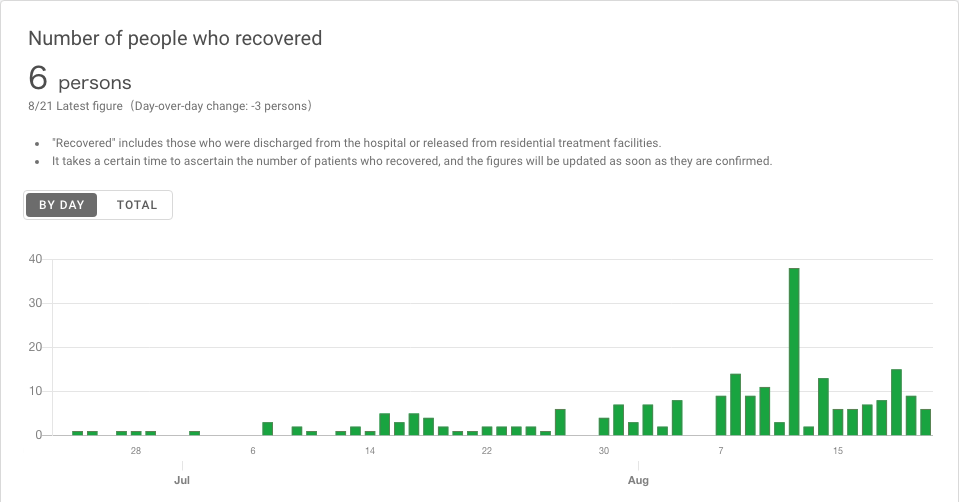 Number of people who recovered
6 persons
8/21 Latest figure（Day-over-day change: -3 persons）
• "Recovered" includes those who were discharged from the hospital or released from residential treatment facilities.
• It takes a certain time to ascertain the number of patients who recovered, and the figures will be updated as soon as they are confirmed.
BY DAY TOTAL
40
30
20
10
0
28 6 14 22 30 7 15
Jul Aug